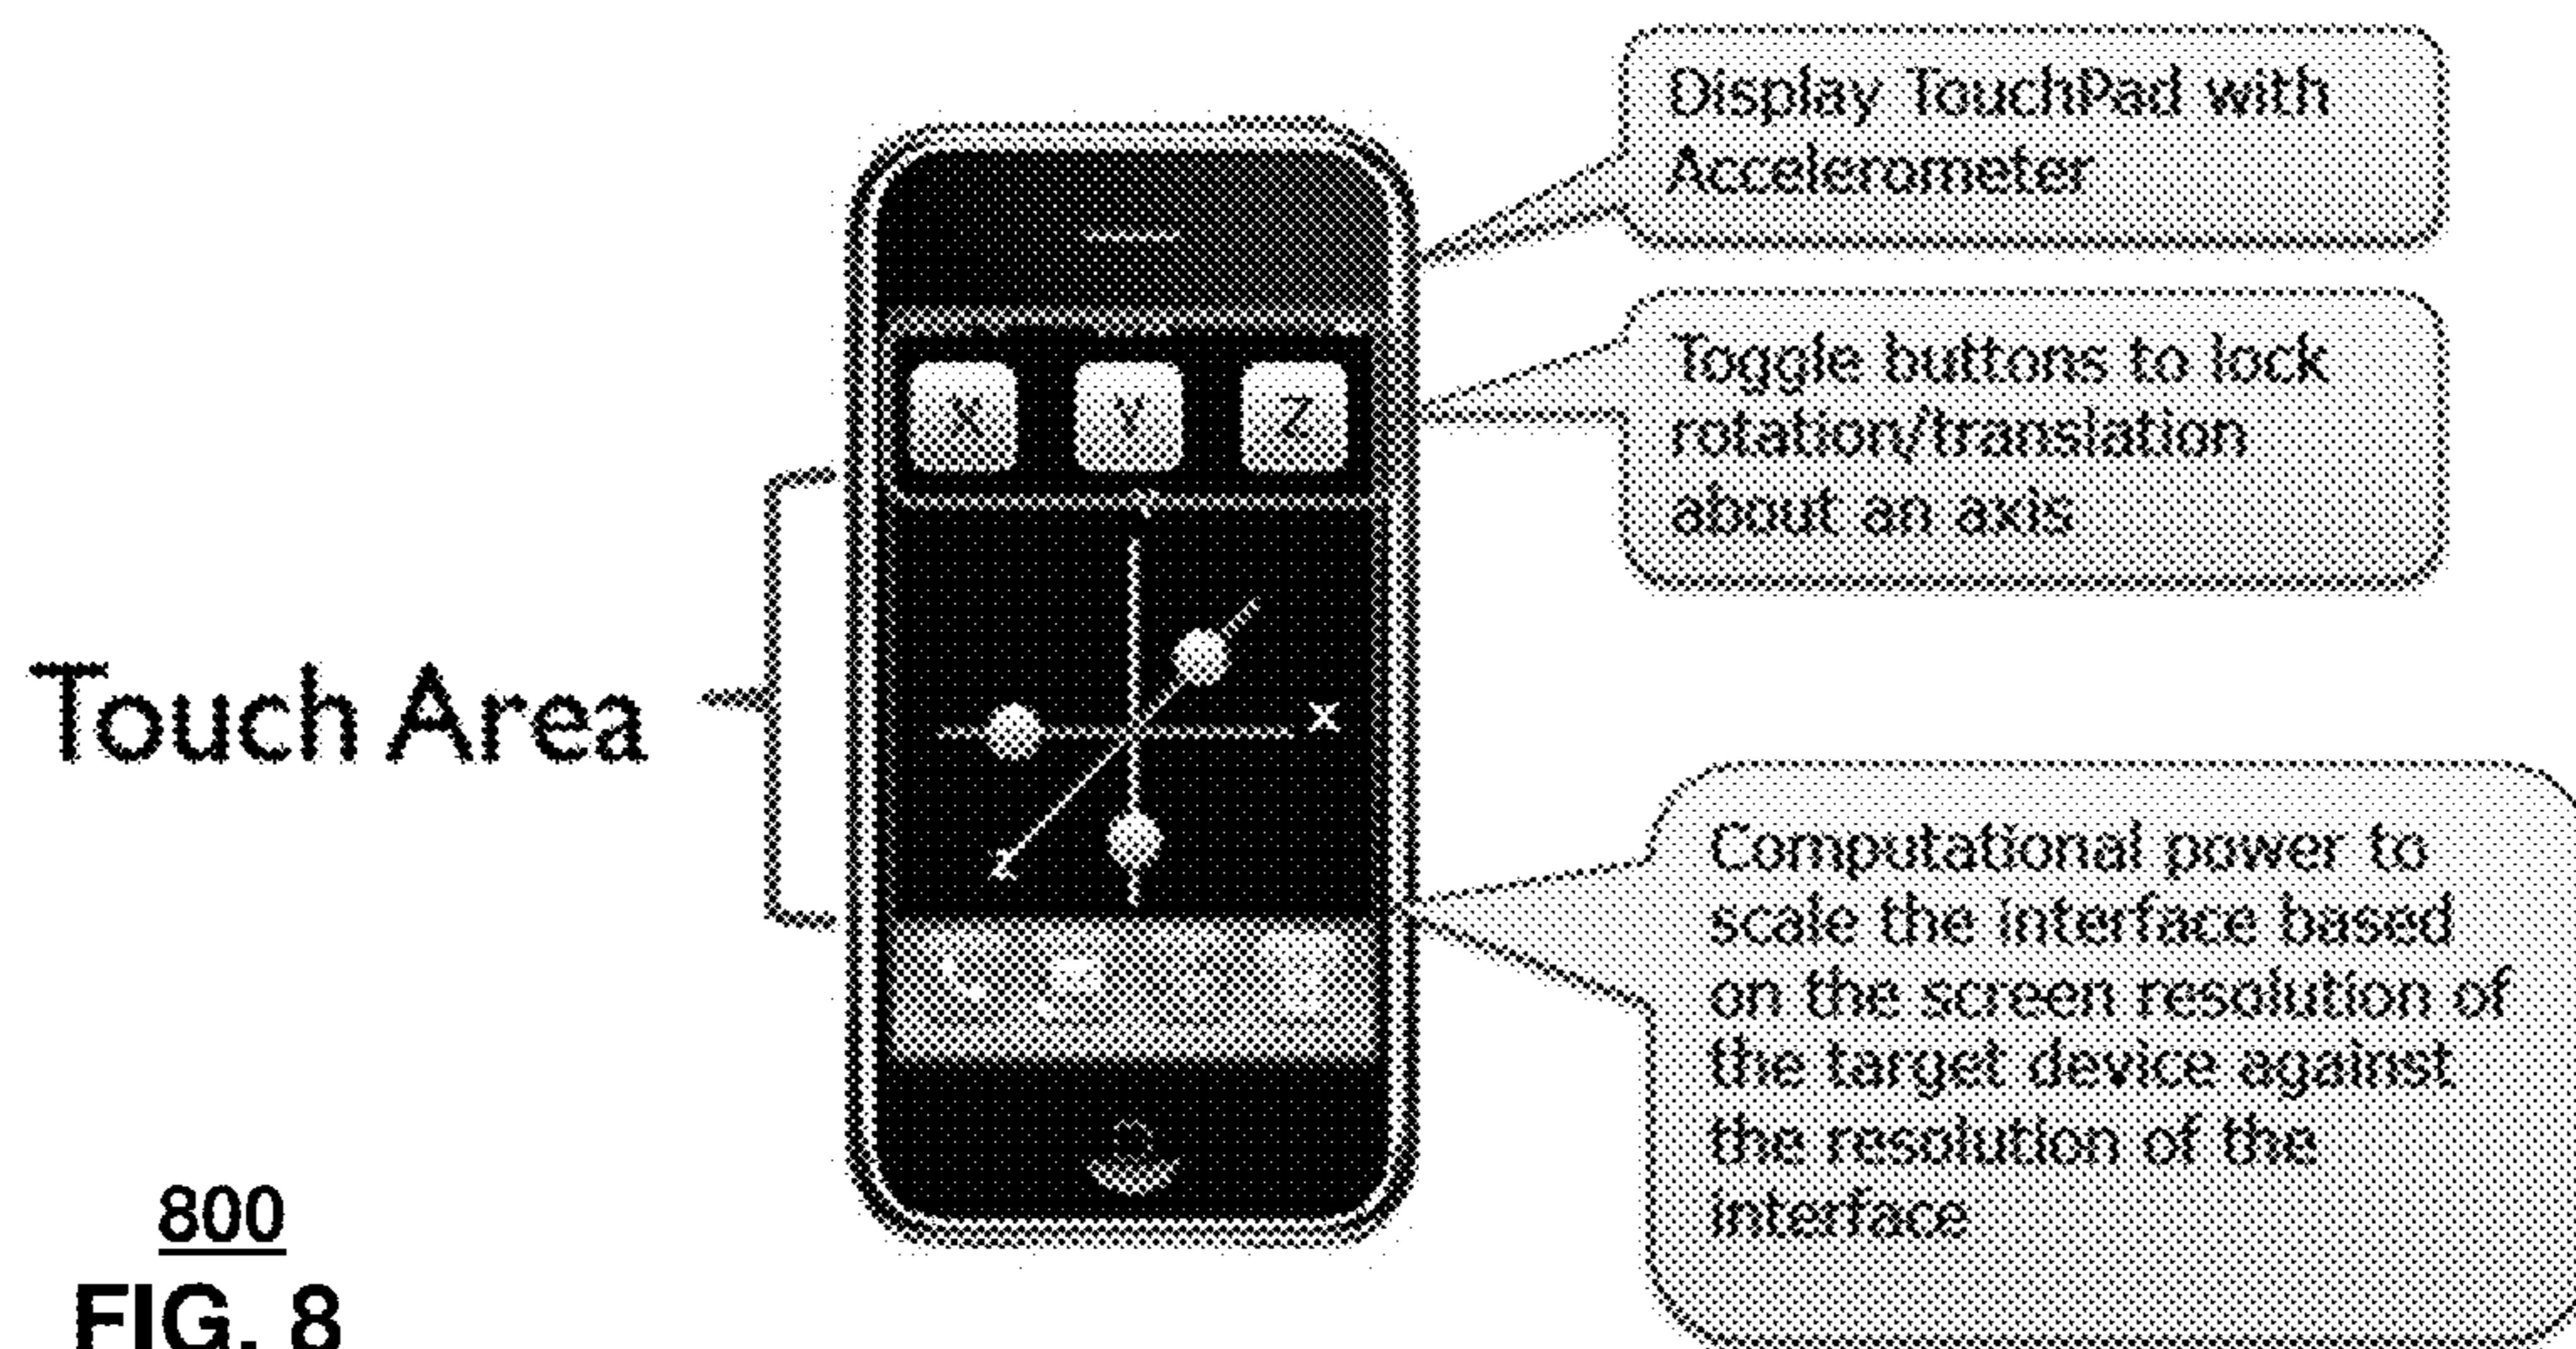 Display TouchPad with
Accelerometer
X Y Z
Toggle buttons to lock
rotation/translation
about an axis
Touch Area
X
Z
Computational power to
scale the interface based
on the screen resolution of
the target device against
the resolution of the
interface
800
FIG. 8